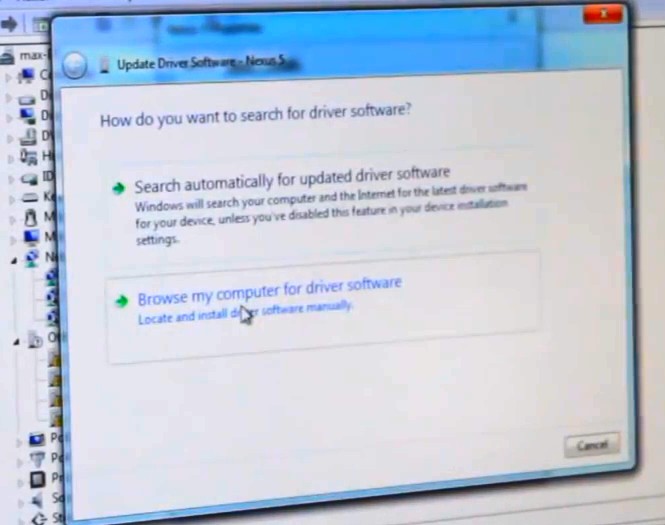 Update Driver Software - Nexus 5
How do you want to search for driver software?
Search automatically for updated driver software
Windows will search your computer and the Internet for the latest driver software
for your device, unless you've disabled this feature in your device installation
settings.
Browse my computer for driver software
Locate and install driver software manually.
Cancel